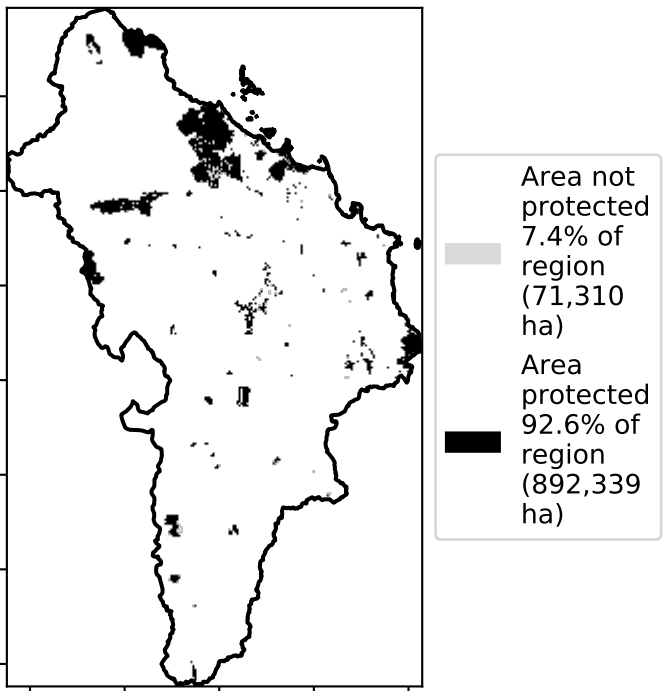 Area not
protected
7.4% of
region
(71,310
ha)
Area
protected
92.6% of
region
(892,339
ha)